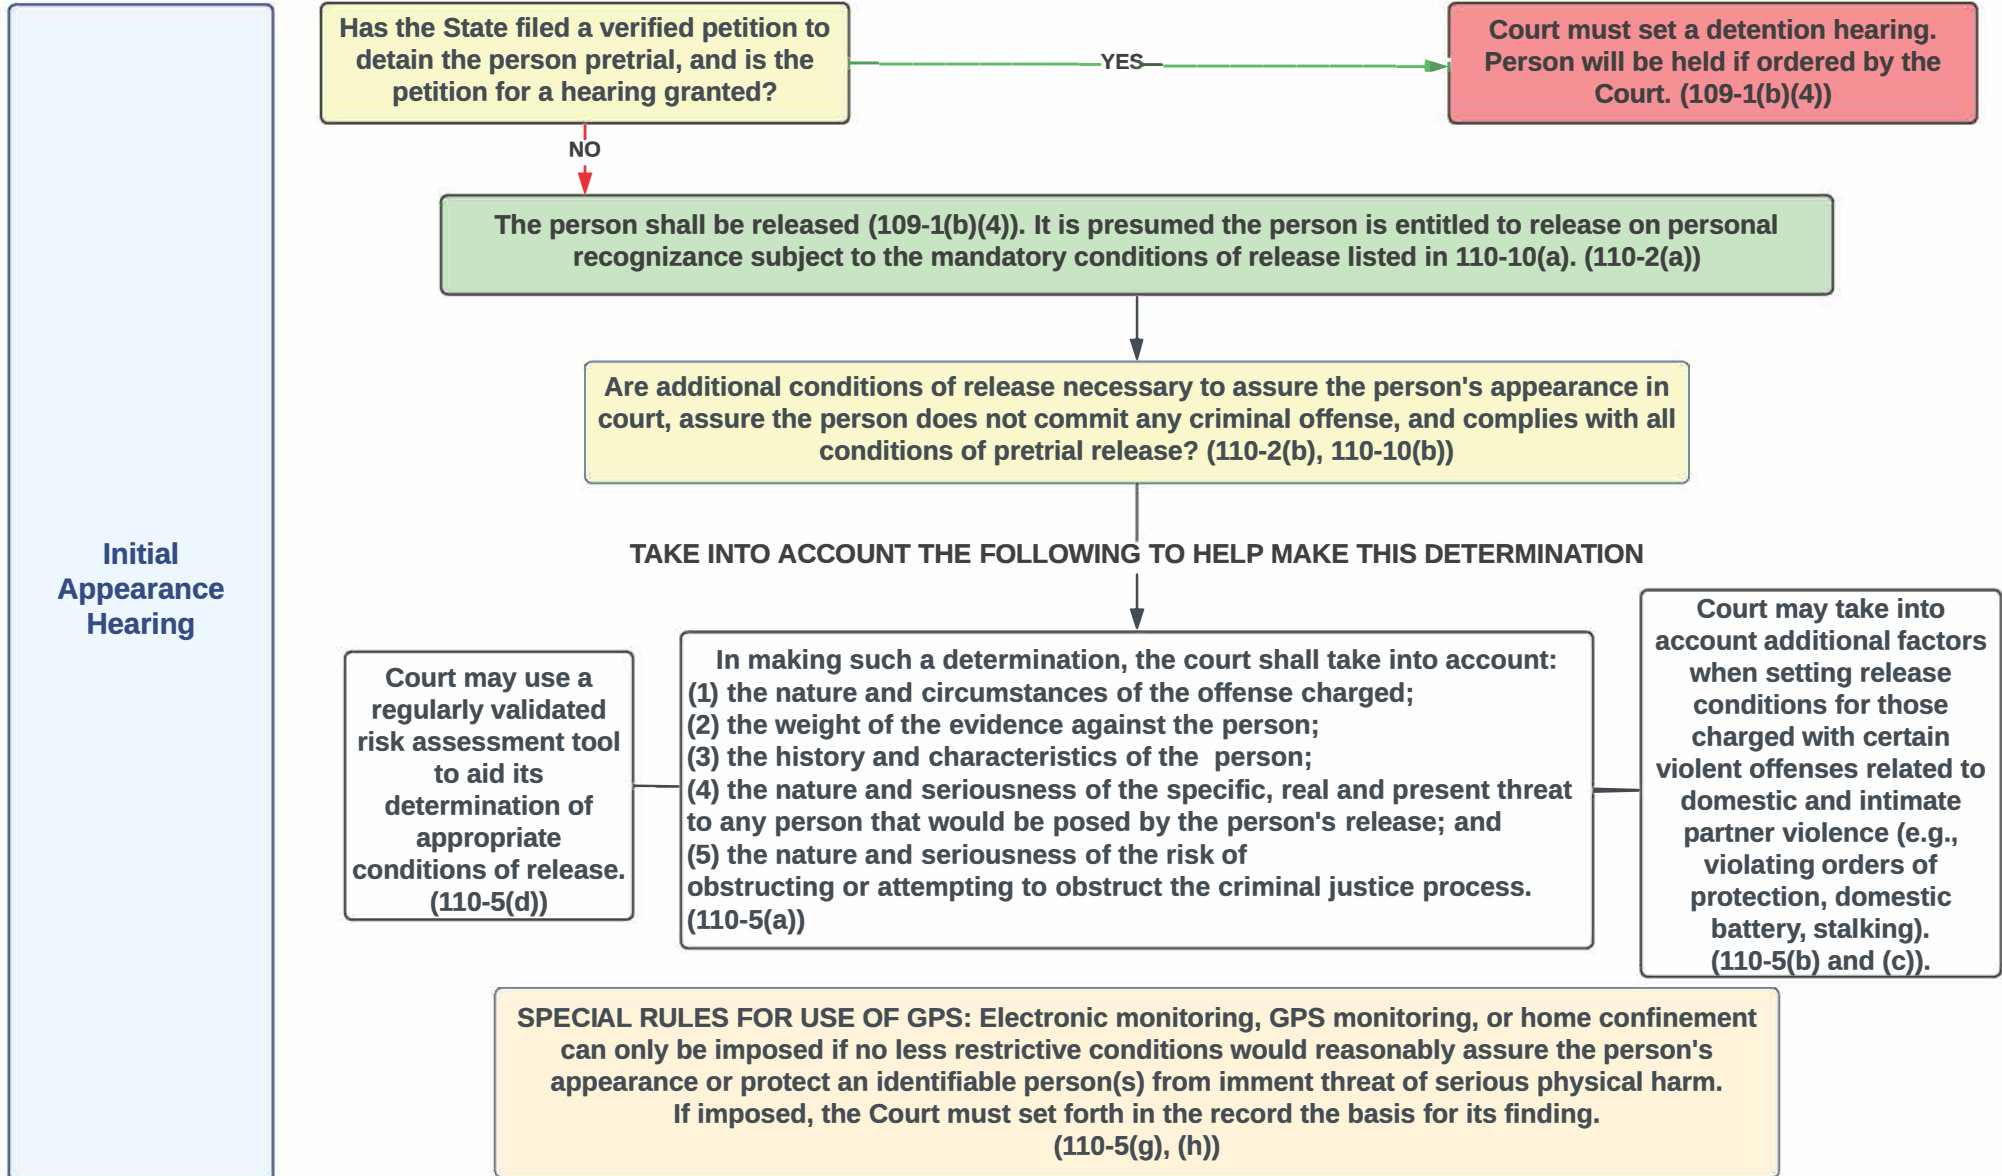 Has the State filed a verified petition to
detain the person pretrial, and is the
petition for a hearing granted?
YES
Court must set a detention hearing.
Person will be held if ordered by the
Court. (109-1(b)(4))
NO
The person shall be released (109-1(b)(4)). It is presumed the person is entitled to release on personal
recognizance subject to the mandatory conditions of release listed in 110-10(a). (110-2(a))
Are additional conditions of release necessary to assure the person's appearance in
court, assure the person does not commit any criminal offense, and complies with all
conditions of pretrial release? (110-2(b), 110-10(b))
Initial
Appearance
Hearing
TAKE INTO ACCOUNT THE FOLLOWING TO HELP MAKE THIS DETERMINATION
Court may use a
regularly validated
risk assessment tool
to aid its
determination of
appropriate
conditions of release.
(110-5(d))
In making such a determination, the court shall take into account:
(1) the nature and circumstances of the offense charged;
(2) the weight of the evidence against the person;
(3) the history and characteristics of the  person;
(4) the nature and seriousness of the specific, real and present threat
to any person that would be posed by the person's release; and
(5) the nature and seriousness of the risk of
obstructing or attempting to obstruct the criminal justice process.
(110-5(a))
Court may take into
account additional factors
when setting release
conditions for those
charged with certain
violent offenses related to
domestic and intimate
partner violence (e.g.,
violating orders of
protection, domestic
battery, stalking).
(110-5(b) and (c)).
SPECIAL RULES FOR USE OF GPS: Electronic monitoring, GPS monitoring, or home confinement
can only be imposed if no less restrictive conditions would reasonably assure the person's
appearance or protect an identifiable person(s) from imment threat of serious physical harm.
If imposed, the Court must set forth in the record the basis for its finding.
(110-5(g), (h))